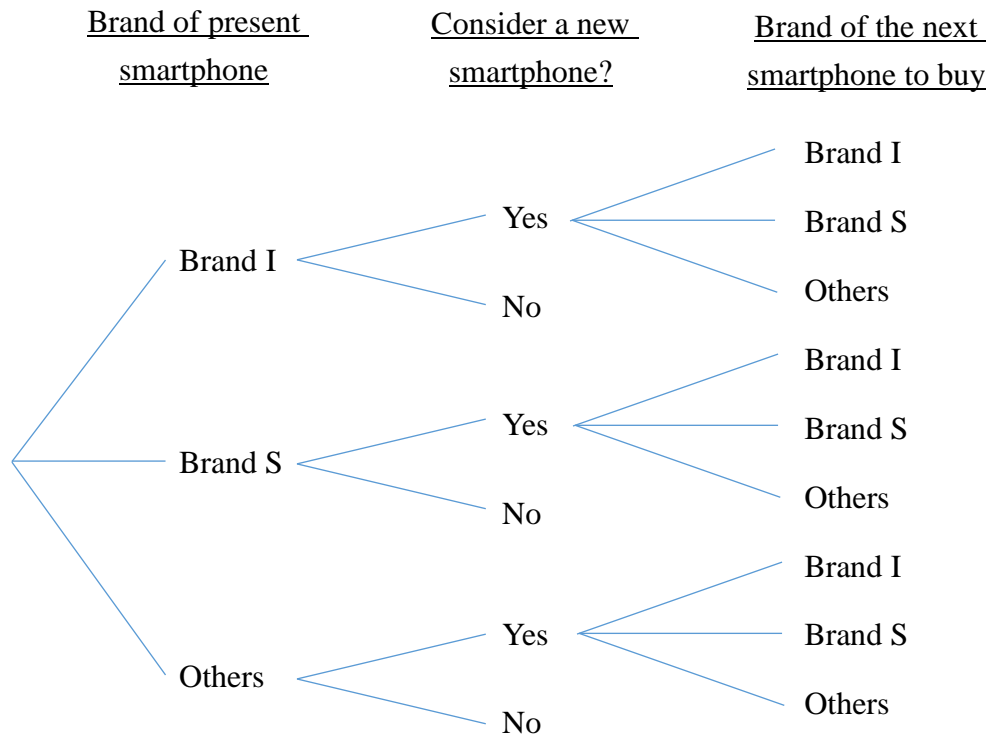 Brand of present
smartphone
Consider a new
smartphone?
Brand of the next
smartphone to buy
Brand I
Yes
Brand I
Brand S
Others
No
Brand S
Yes
Brand I
Brand S
Others
No
Others
Yes
Brand I
Brand S
Others
No